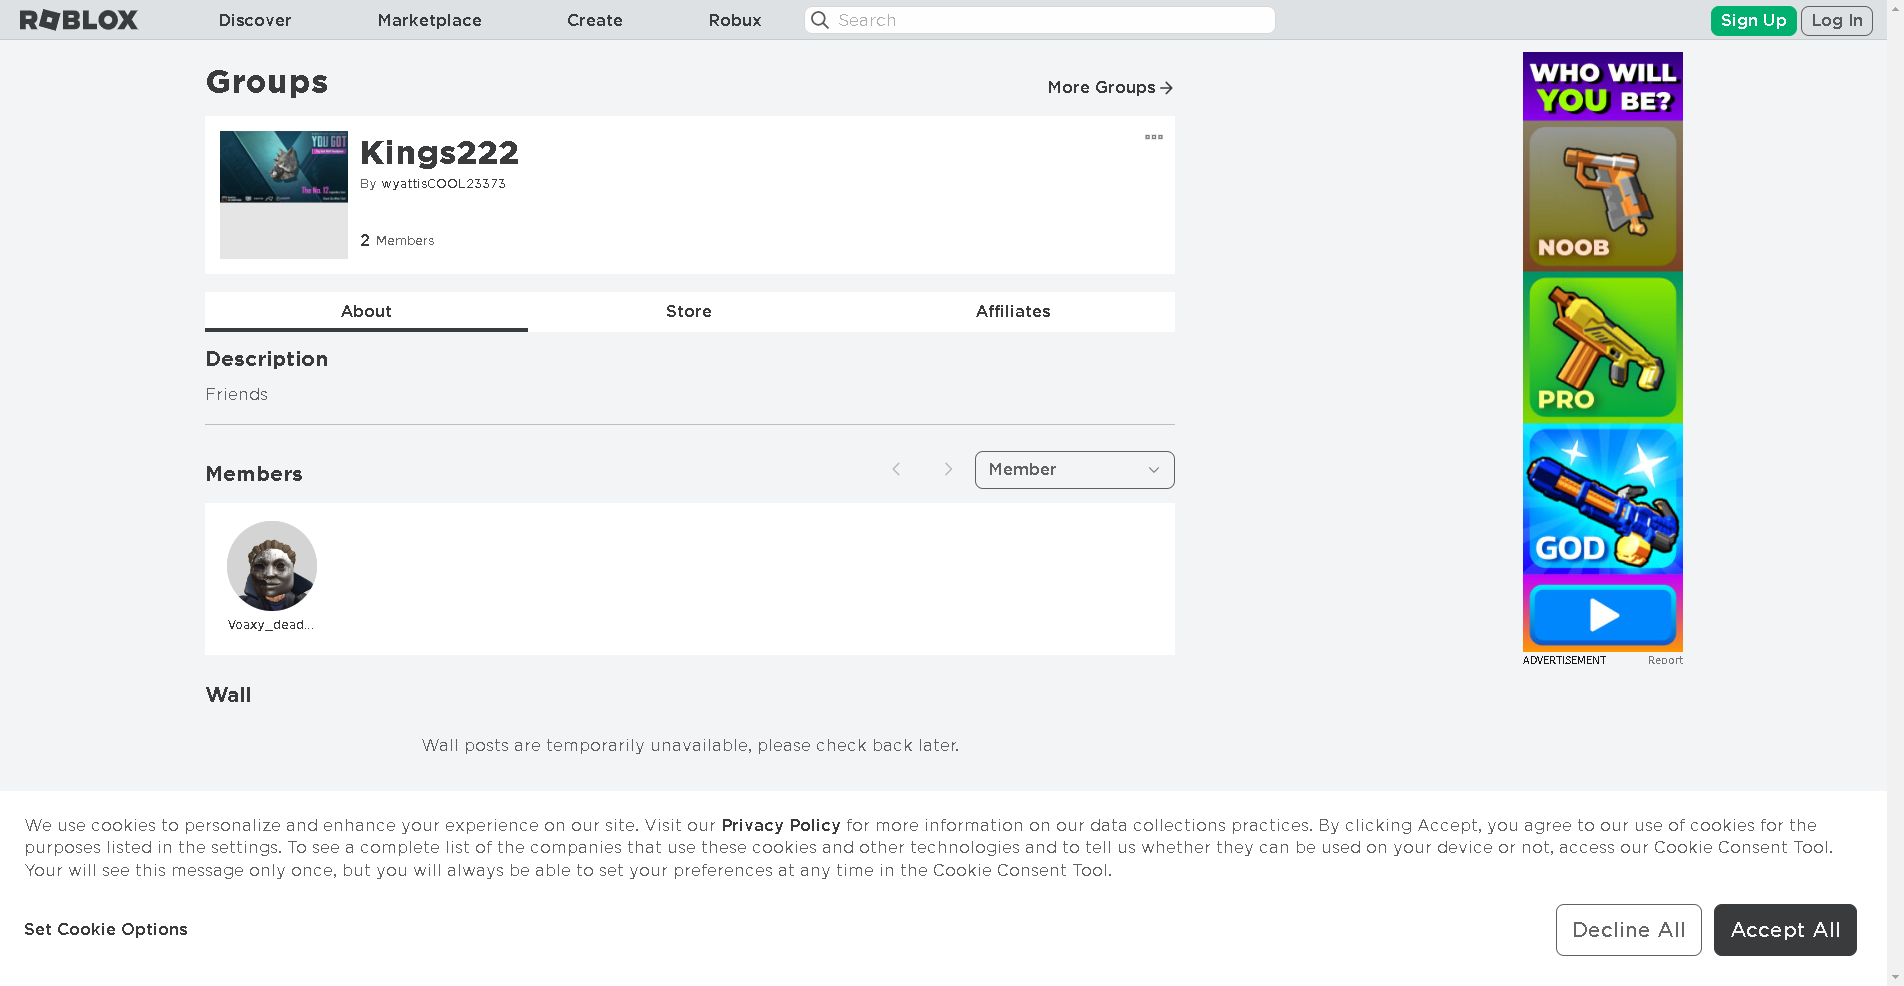 ROBLOX
Discover
Marketplace
Create
Robux
Search
Sign Up
Log In
Groups
More Groups
YOU GOT
The No. 12
Kings222
By wyattisCOOL23373
2 Members
About
Store
Affiliates
Description
Friends
Members
Member
Voaxy_dead...
Wall
Wall posts are temporarily unavailable, please check back later.
WHO WILL
YOU BE?
NOOB
PRO
GOD
ADVERTISEMENT
Report
We use cookies to personalize and enhance your experience on our site. Visit our Privacy Policy for more information on our data collections practices. By clicking Accept, you agree to our use of cookies for the
purposes listed in the settings. To see a complete list of the companies that use these cookies and other technologies and to tell us whether they can be used on your device or not, access our Cookie Consent Tool.
Your will see this message only once, but you will always be able to set your preferences at any time in the Cookie Consent Tool.
Set Cookie Options
Decline All
Accept All